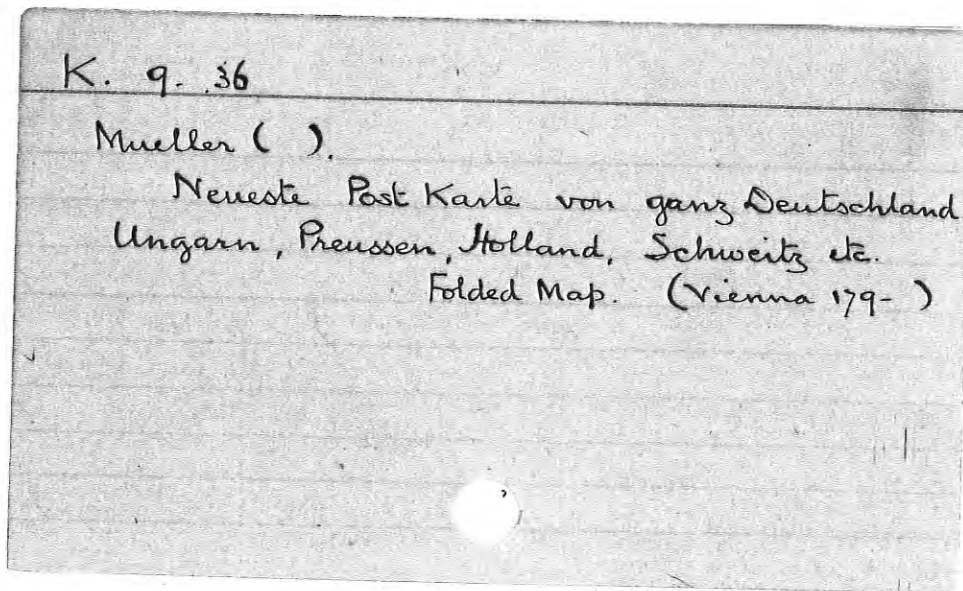 K. 9. 36
Mueller ( ).
Neueste Post Karte von ganz Deutschland
Ungarn, Preussen, Holland, Schweitz etc.
Folded Map. (Vienna 179- )